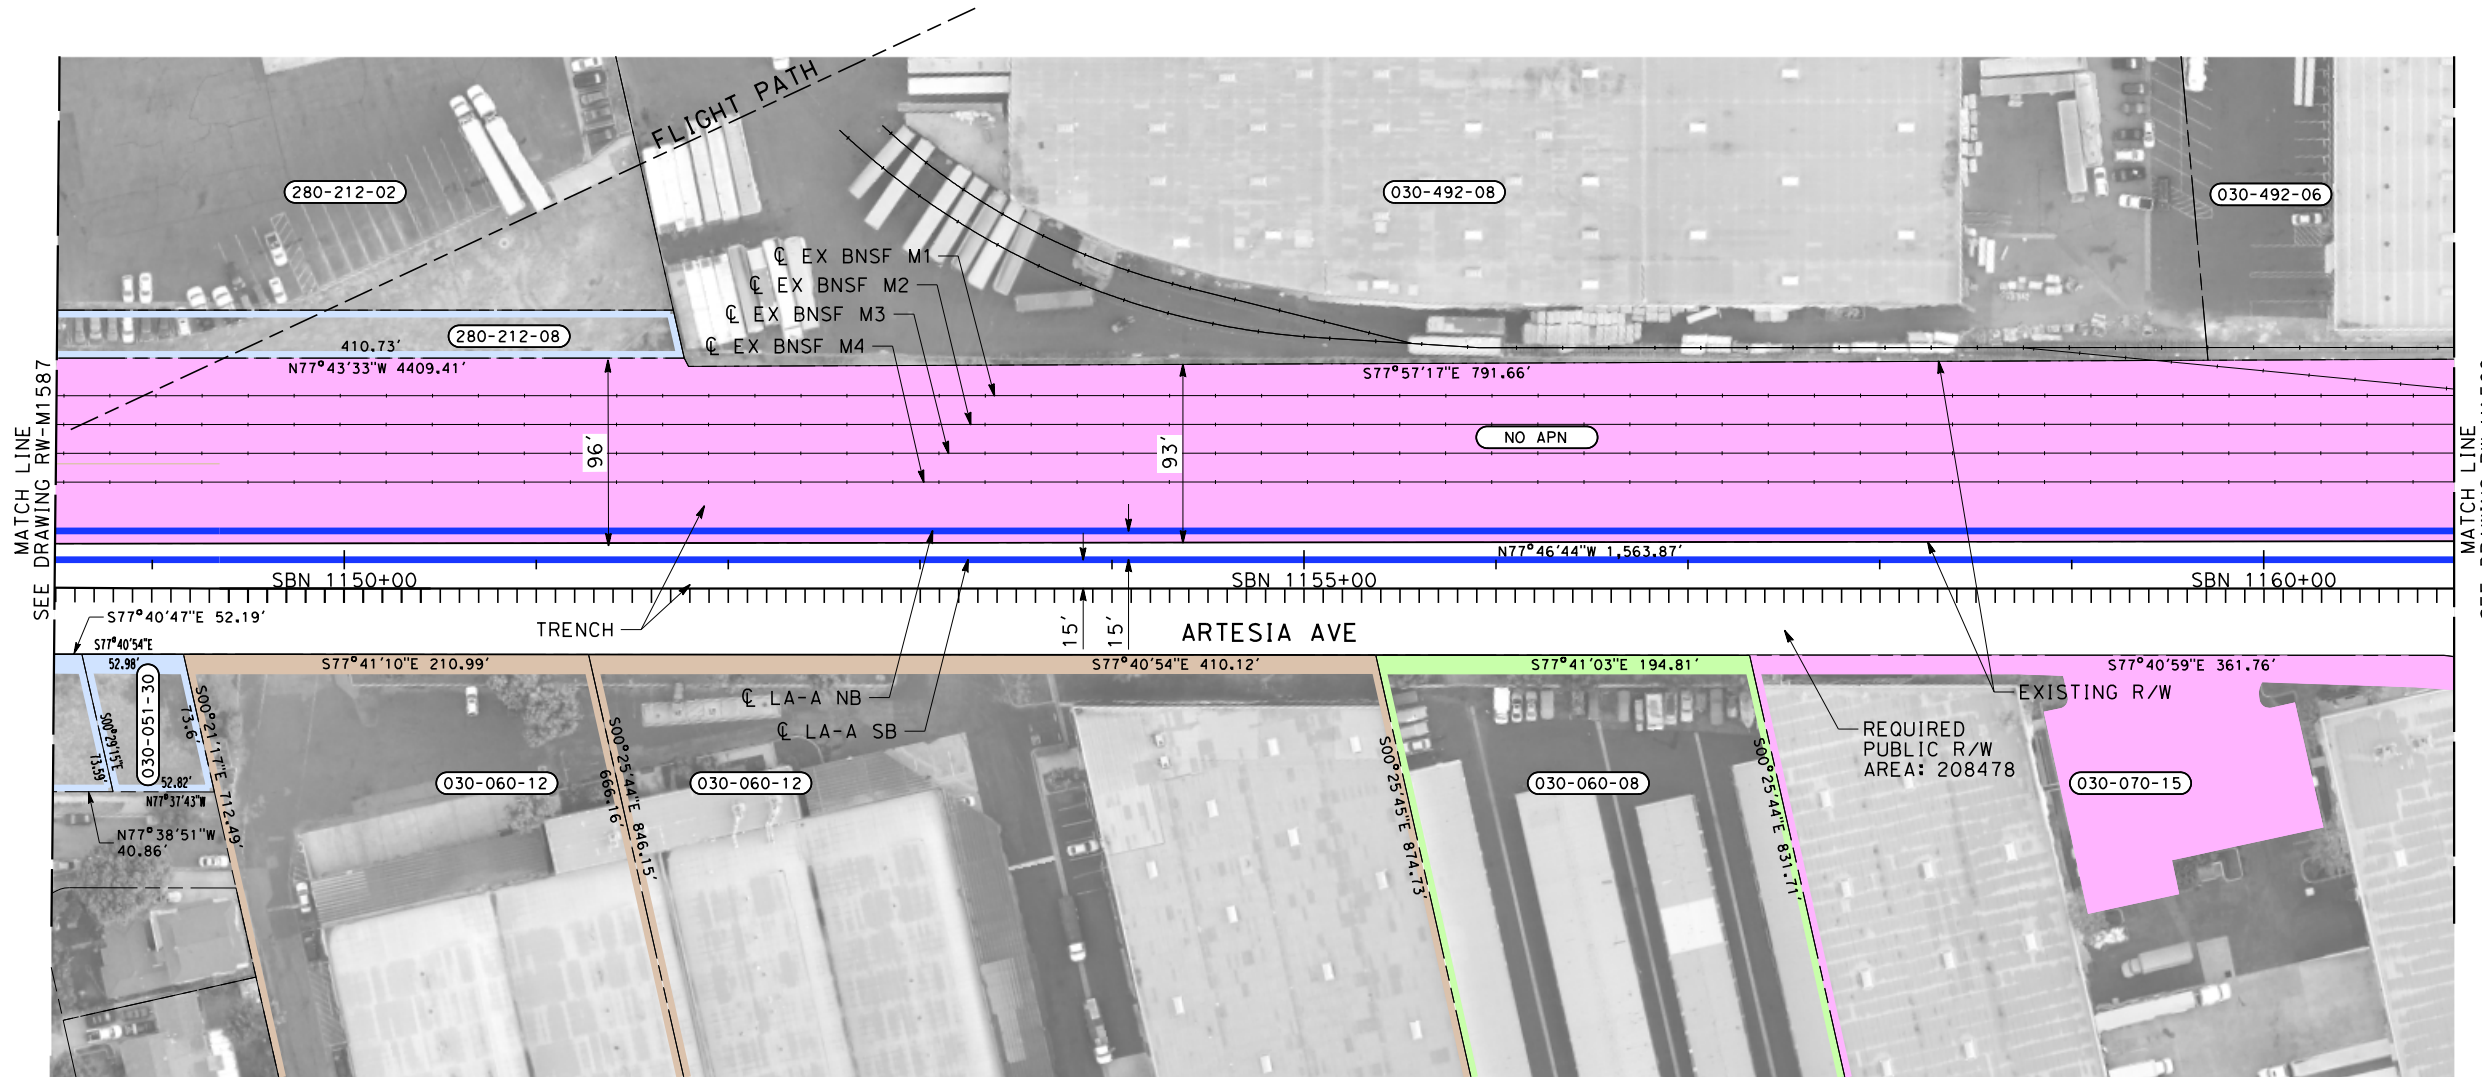 FLIGHT PATH
280-212-02
030-492-08
030-492-06
℄ EX BNSF M1
℄ EX BNSF M2
℄ EX BNSF M3
℄ EX BNSF M4
280-212-08
410.73'
N77°43'33"W 4409.41'
S77°57'17"E 791.66'
96'
93'
NO APN
MATCH LINE
SEE DRAWING RW-M1587
MATCH LINE
N77°46'44"W 1,563.87'
SBN 1150+00
SBN 1155+00
SBN 1160+00
S77°40'47"E 52.19'
TRENCH
15'
15'
ARTESIA AVE
S77°40'54"E
52.98'
S77°41'10"E 210.99'
S77°40'54"E 410.12'
S77°41'03"E 194.81'
S77°40'59"E 361.76'
EXISTING R/W
℄ LA-A NB
℄ LA-A SB
REQUIRED
PUBLIC R/W
AREA: 208478
030-051-30
S00°29'15"E
73.59'
73.6'
S00°21'17"E 712.49'
52.82'
N77°37'43"W
N77°38'51"W
40.86'
030-060-12
S00°25'44"E 846.15'
666.16'
030-060-12
S00°25'45"E 874.73'
030-060-08
S00°25'44"E 831.71'
030-070-15